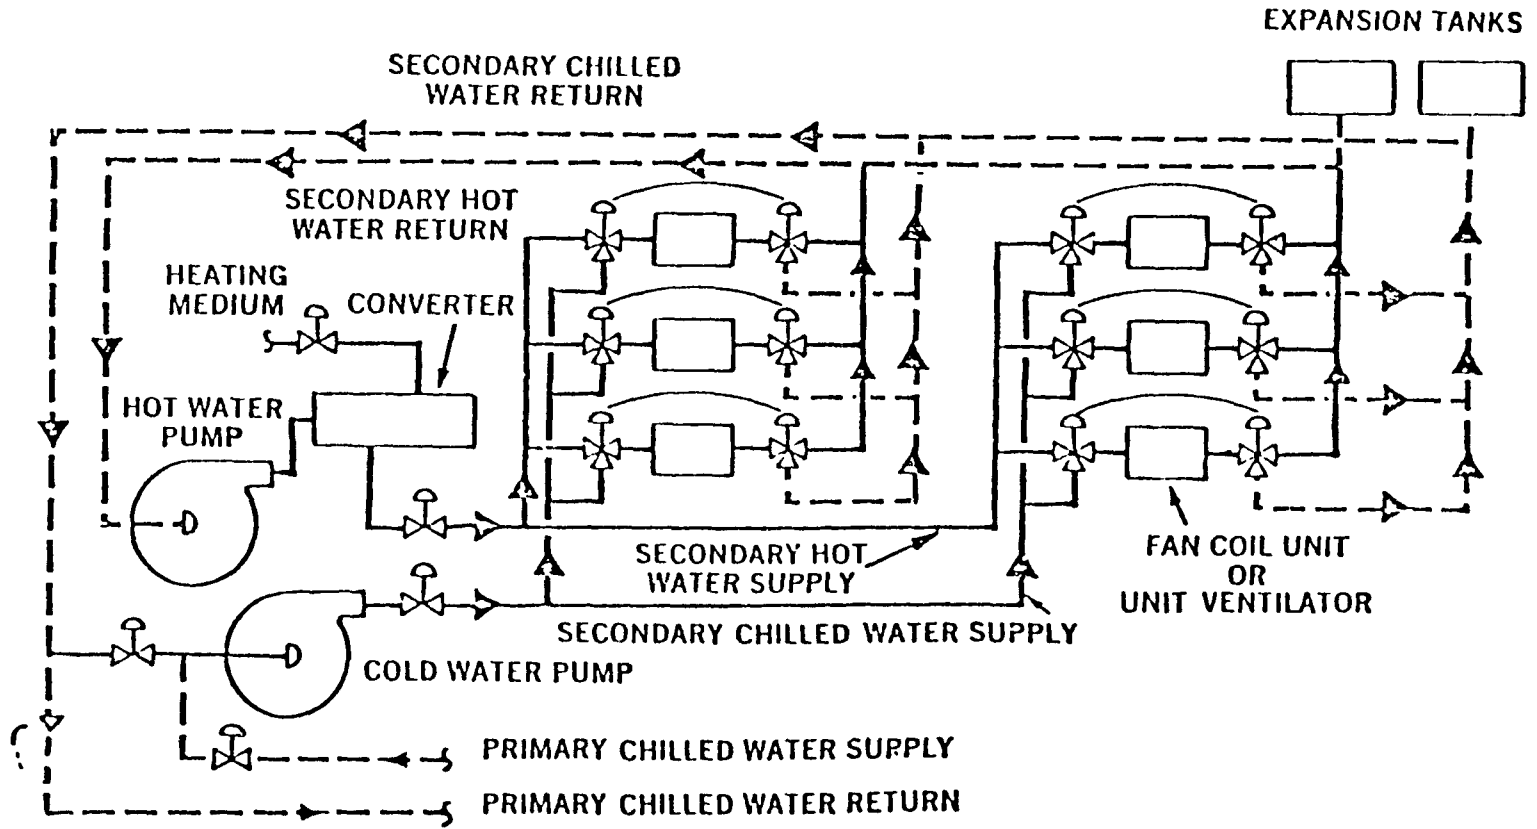 EXPANSION TANKS
SECONDARY CHILLED
WATER RETURN
SECONDARY HOT
WATER RETURN
HEATING
MEDIUM
CONVERTER
HOT WATER
PUMP
SECONDARY HOT
WATER SUPPLY
FAN COIL UNIT
OR
UNIT VENTILATOR
SECONDARY CHILLED WATER SUPPLY
COLD WATER PUMP
PRIMARY CHILLED WATER SUPPLY
PRIMARY CHILLED WATER RETURN